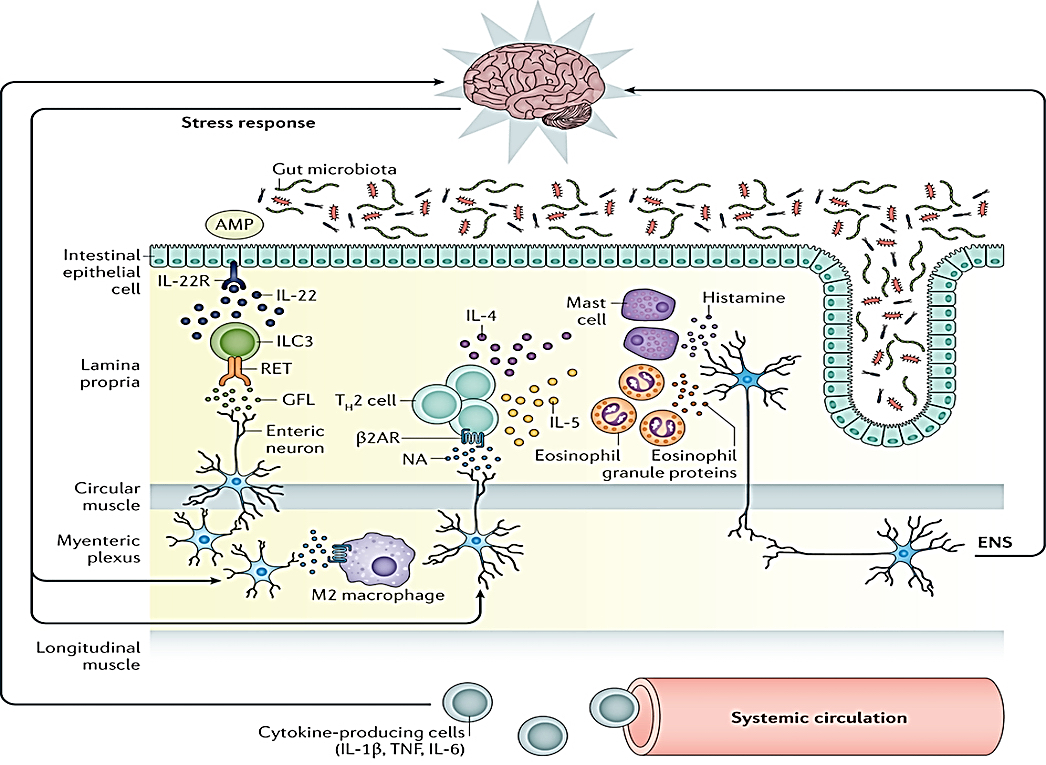 Stress response
Gut microbiota
AMP
Intestinal
epithelial
cell
IL-22R
IL-22
ILC3
RET
GFL
Enteric
neuron
Lamina
propria
IL-4
T_H2 cell
β2AR
NA
IL-5
Mast
cell
Histamine
Eosinophil
Eosinophil
granule proteins
Circular
muscle
Myenteric
plexus
M2 macrophage
ENS
Longitudinal
muscle
Cytokine-producing cells
(IL-1β, TNF, IL-6)
Systemic circulation